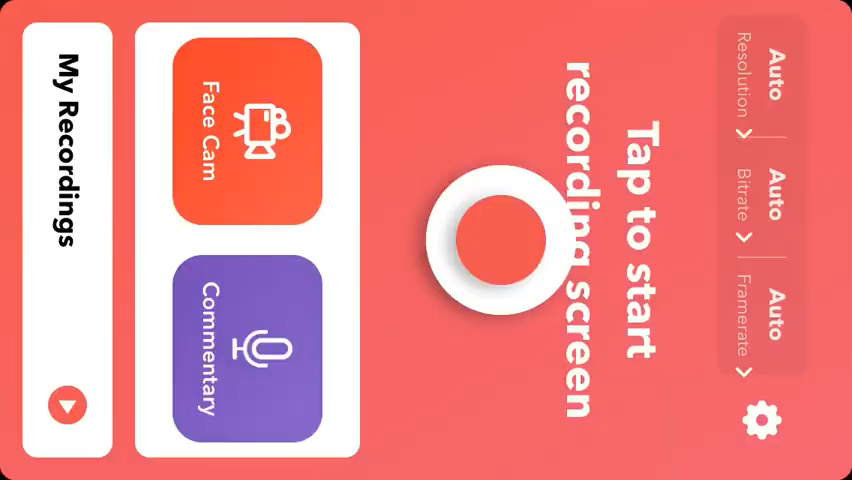 Auto
Resolution
Auto
Bitrate
Auto
Framerate
Tap to start
recording screen
Face Cam
Commentary
My Recordings